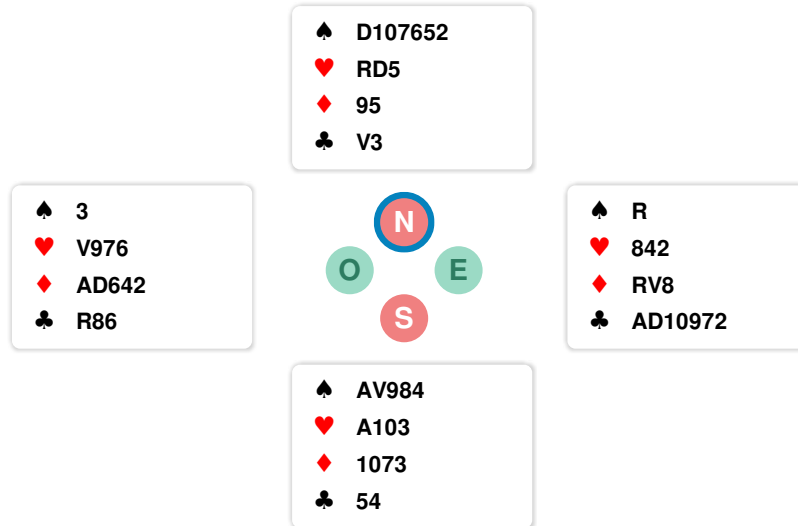 ♠ D107652
♥ RD5
♦ 95
♣ V3
♠ 3
♥ V976
♦ AD642
♣ R86
N
O E
S
♠ R
♥ 842
♦ RV8
♣ AD10972
♠ AV984
♥ A103
♦ 1073
♣ 54